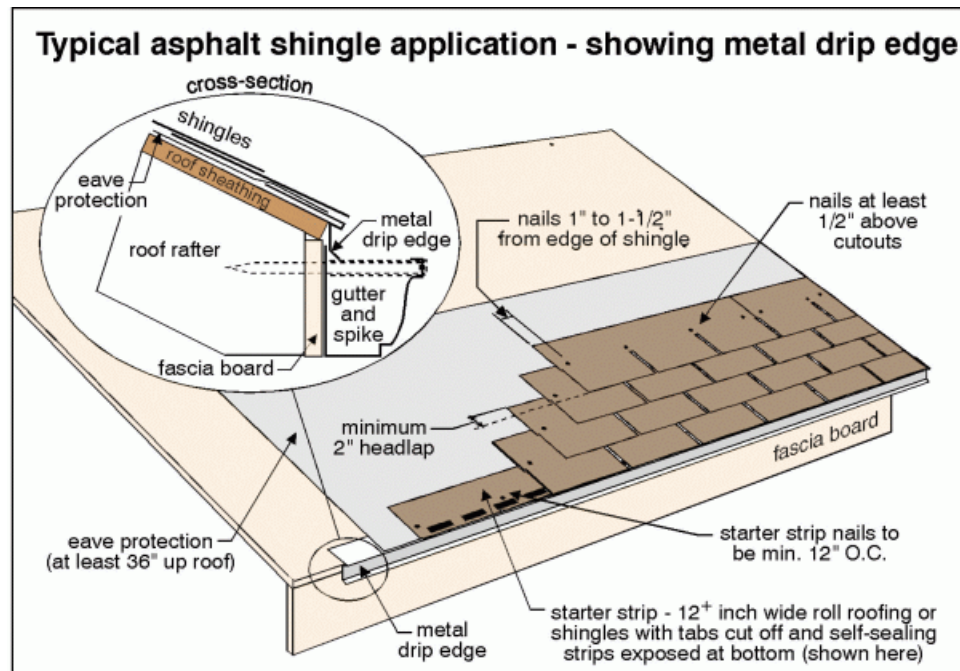 Typical asphalt shingle application - showing metal drip edge
cross-section
shingles
roof sheathing
eave
protection
metal
drip edge
roof rafter
gutter
and
spike
fascia board
nails 1" to 1-1/2"
from edge of shingle
nails at least
1/2" above
cutouts
minimum
2" headlap
fascia board
eave protection
(at least 36" up roof)
starter strip nails to
be min. 12" O.C.
metal
drip edge
starter strip - 12+ inch wide roll roofing or
shingles with tabs cut off and self-sealing
strips exposed at bottom (shown here)